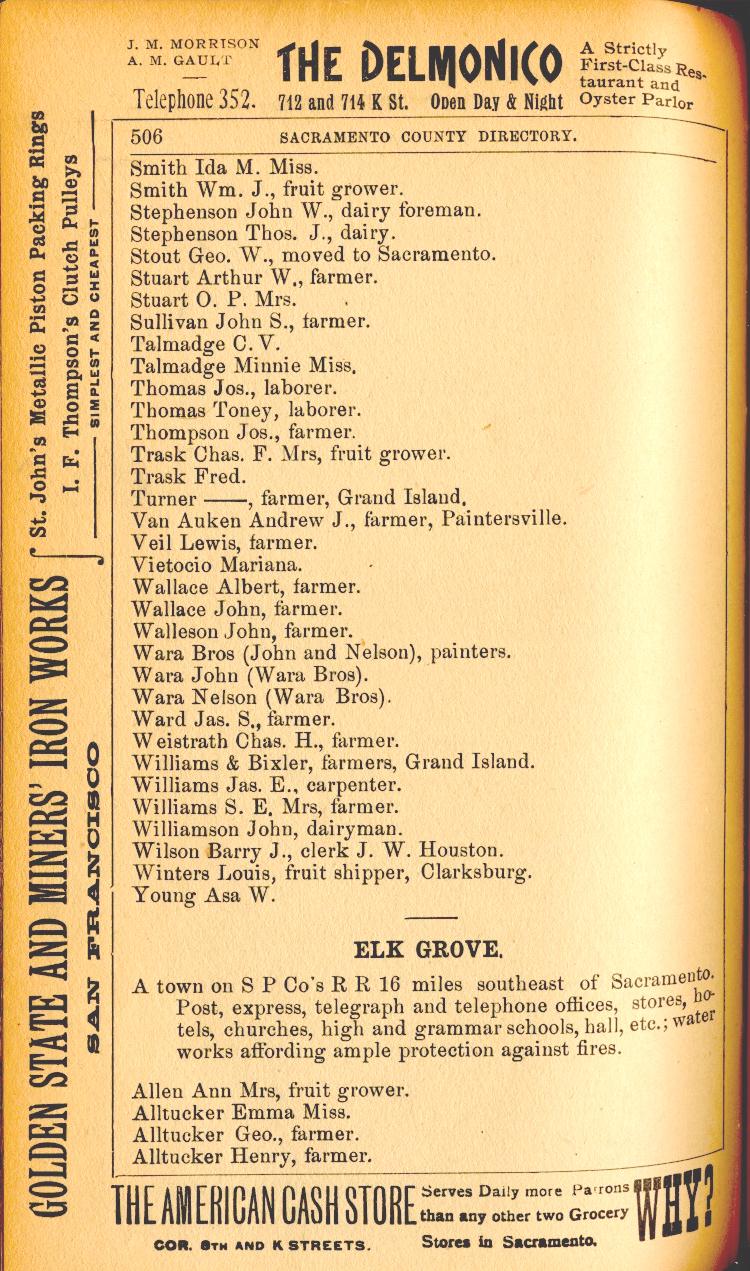 J. M. MORRISON
A. M. GAULT
Telephone 352.
THE DELMONICO
712 and 714 K St. Open Day & Night
A Strictly
First-Class Res-
taurant and
Oyster Parlor
506 SACRAMENTO COUNTY DIRECTORY.
Smith Ida M. Miss.
Smith Wm. J., fruit grower.
Stephenson John W., dairy foreman.
Stephenson Thos. J., dairy.
Stout Geo. W., moved to Sacramento.
Stuart Arthur W., farmer.
Stuart O. P. Mrs.
Sullivan John S., farmer.
Talmadge C. V.
Talmadge Minnie Miss.
Thomas Jos., laborer.
Thomas Toney, laborer.
Thompson Jos., farmer.
Trask Chas. F. Mrs, fruit grower.
Trask Fred.
Turner ——, farmer, Grand Island.
Van Auken Andrew J., farmer, Paintersville.
Veil Lewis, farmer.
Vietocio Mariana.
Wallace Albert, farmer.
Wallace John, farmer.
Walleson John, farmer.
Wara Bros (John and Nelson), painters.
Wara John (Wara Bros).
Wara Nelson (Wara Bros).
Ward Jas. S., farmer.
Weistrath Chas. H., farmer.
Williams & Bixler, farmers, Grand Island.
Williams Jas. E., carpenter.
Williams S. E. Mrs, farmer.
Williamson John, dairyman.
Wilson Barry J., clerk J. W. Houston.
Winters Louis, fruit shipper, Clarksburg.
Young Asa W.
ELK GROVE.
A town on S P Co's R R 16 miles southeast of Sacramento.
Post, express, telegraph and telephone offices, stores, ho-
tels, churches, high and grammar schools, hall, etc.; water
works affording ample protection against fires.
Allen Ann Mrs, fruit grower.
Alltucker Emma Miss.
Alltucker Geo., farmer.
Alltucker Henry, farmer.
THE AMERICAN CASH STORE
COR. 8TH AND K STREETS.
Serves Daily more Patrons
than any other two Grocery
Stores in Sacramento.
WHY?
GOLDEN STATE AND MINERS' IRON WORKS
SAN FRANCISCO
St. John's Metallic Piston Packing Rings
I. F. Thompson's Clutch Pulleys
SIMPLEST AND CHEAPEST